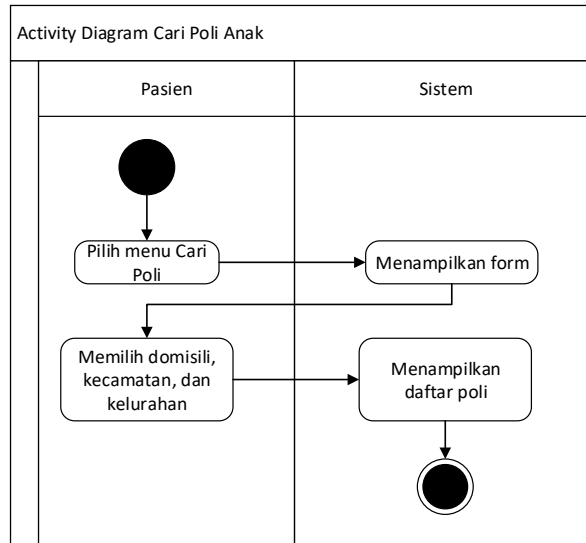 Activity Diagram Cari Poli Anak
Pasien
Sistem
Pilih menu Cari
Poli
Menampilkan form
Memilih domisili,
kecamatan, dan
kelurahan
Menampilkan
daftar poli